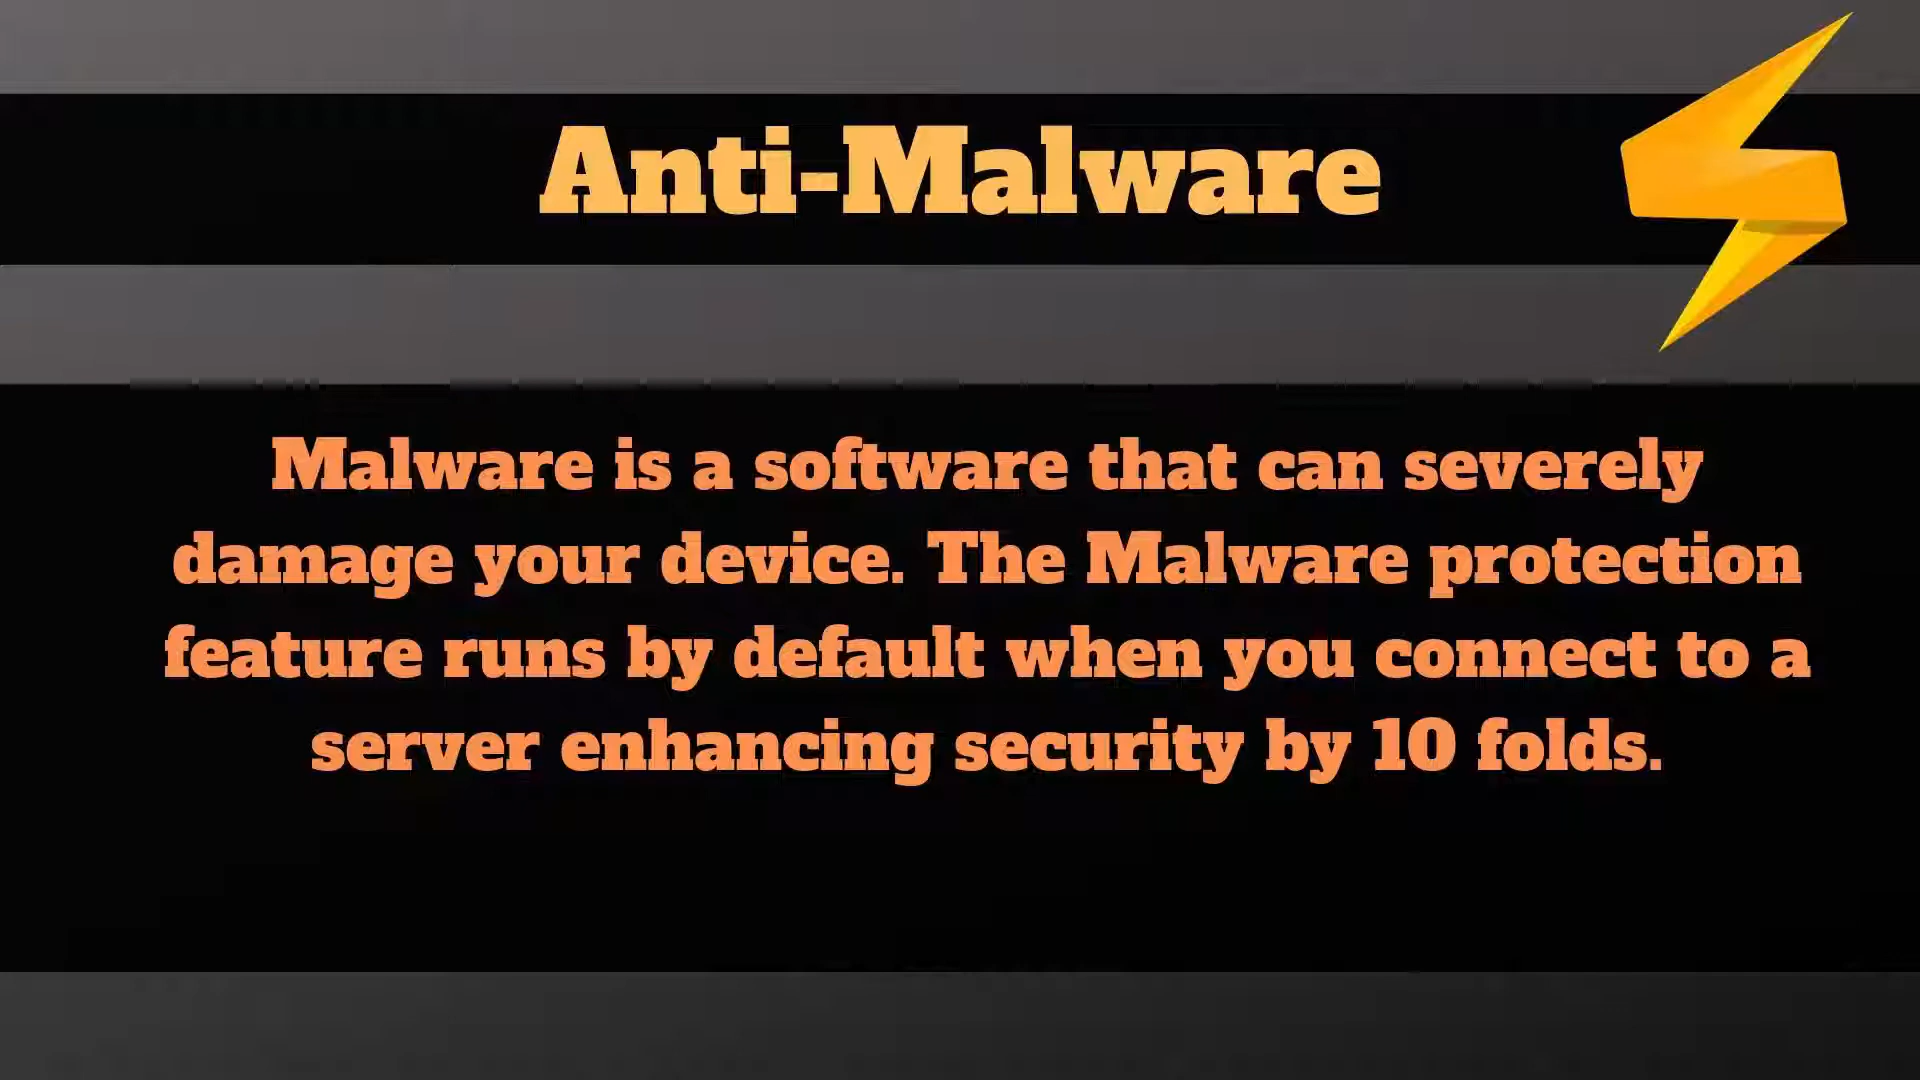 Anti-Malware
Malware is a software that can severely
damage your device. The Malware protection
feature runs by default when you connect to a
server enhancing security by 10 folds.